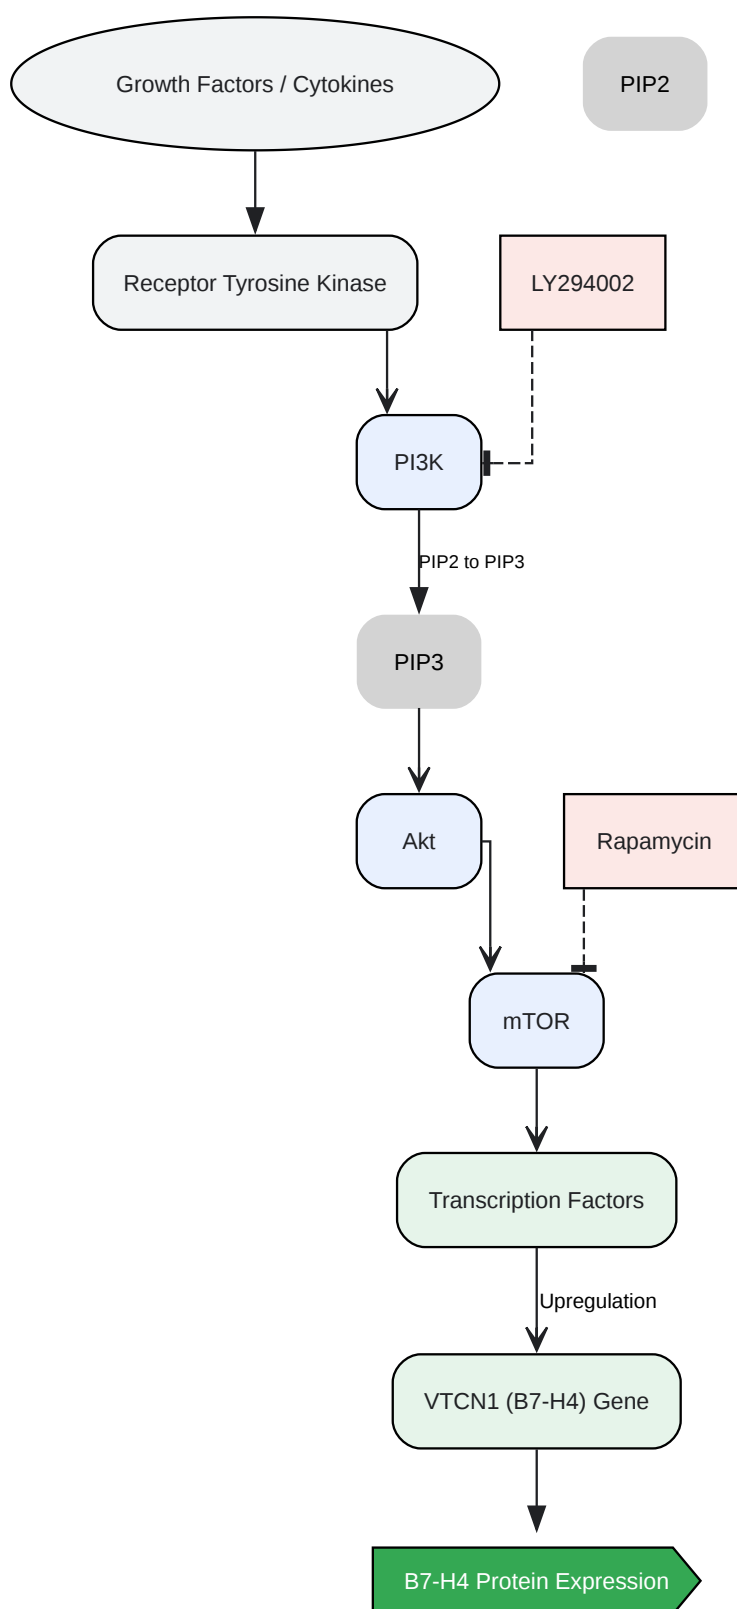 Growth Factors / Cytokines
PIP2
Receptor Tyrosine Kinase
LY294002
PI3K
PIP2 to PIP3
PIP3
Akt
Rapamycin
mTOR
Transcription Factors
Upregulation
VTCN1 (B7-H4) Gene
B7-H4 Protein Expression